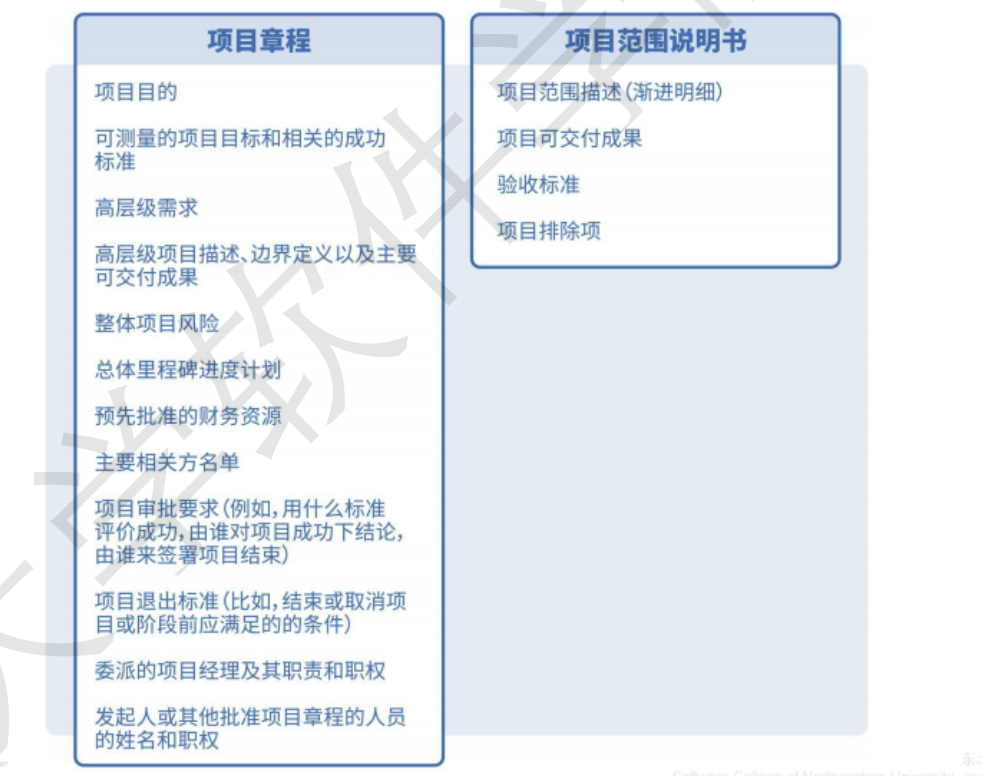 项目章程
项目目的
可测量的项目目标和相关的成功
标准
高层级需求
高层级项目描述、边界定义以及主要
可交付成果
整体项目风险
总体里程碑进度计划
预先批准的财务资源
主要相关方名单
项目审批要求(例如,用什么标准
评价成功,由谁对项目成功下结论,
由谁来签署项目结束)
项目退出标准(比如,结束或取消项
目或阶段前应满足的的条件)
委派的项目经理及其职责和职权
发起人或其他批准项目章程的人员
的姓名和职权
项目范围说明书
项目范围描述(渐进明细)
项目可交付成果
验收标准
项目排除项
大学软件学
Software College of Northeastern University